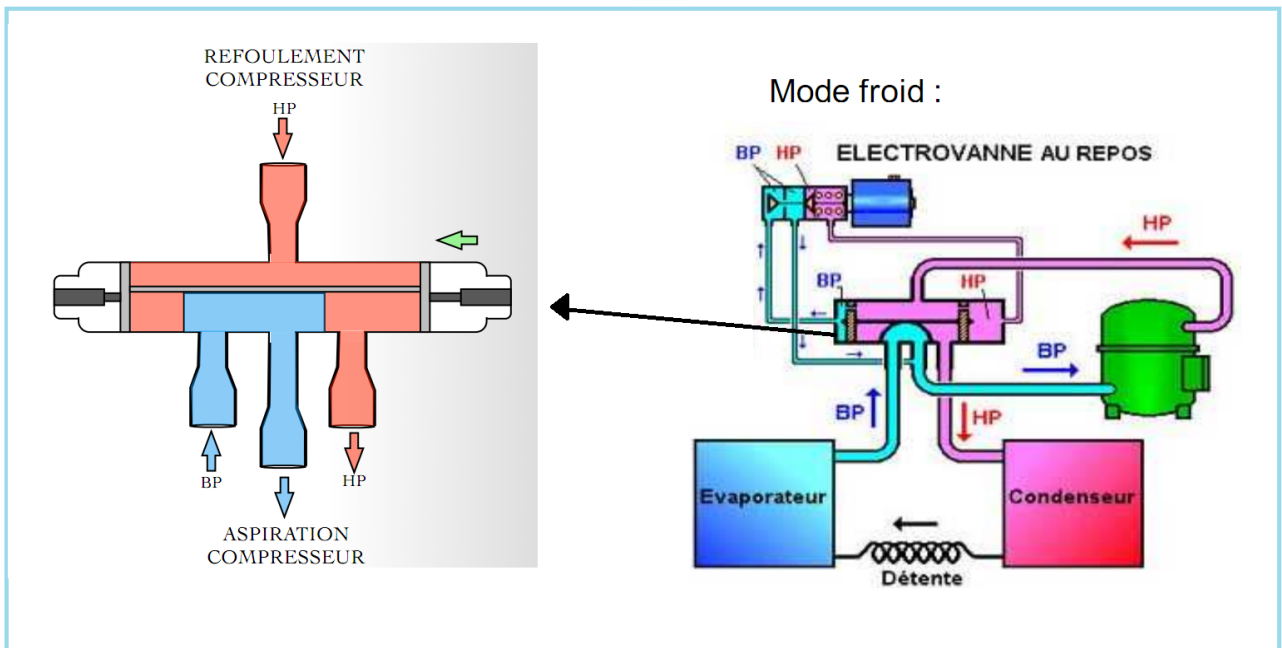 REFOULEMENT
COMPRESSEUR
HP
BP
HP
ASPIRATION
COMPRESSEUR
Mode froid :
ELECTROVANNE AU REPOS
BP HP
HP
BP
HP
BP
BP
HP
Evaporateur
Condenseur
Détente